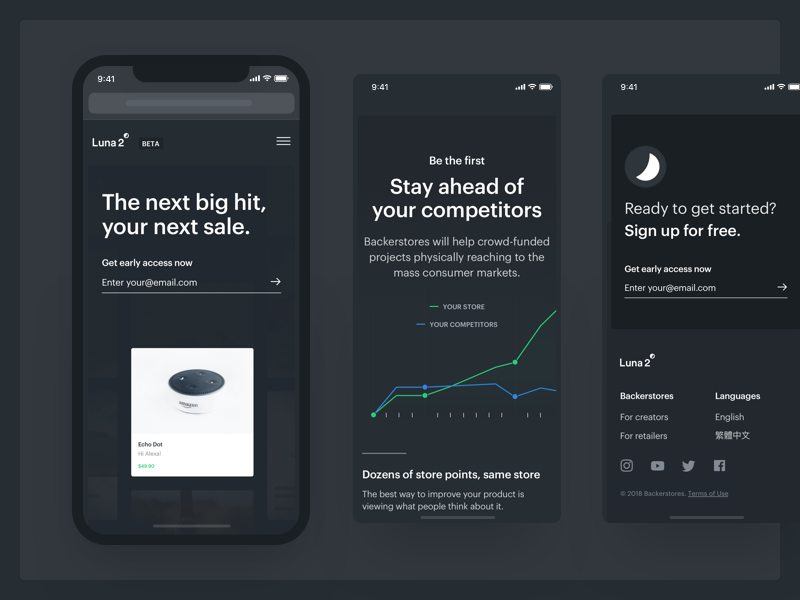 9:41
Luna 2
BETA
The next big hit,
your next sale.
Get early access now
Enter your@email.com
amazon
Echo Dot
Hi Alexa!
$49.90
9:41
Be the first
Stay ahead of
your competitors
Backerstores will help crowd-funded
projects physically reaching to the
mass consumer markets.
YOUR STORE
YOUR COMPETITORS
Dozens of store points, same store
The best way to improve your product is
viewing what people think about it.
9:41
Ready to get started?
Sign up for free.
Get early access now
Enter your@email.com
Luna 2
Backerstores
Languages
For creators
English
For retailers
繁體中文
© 2018 Backerstores. Terms of Use